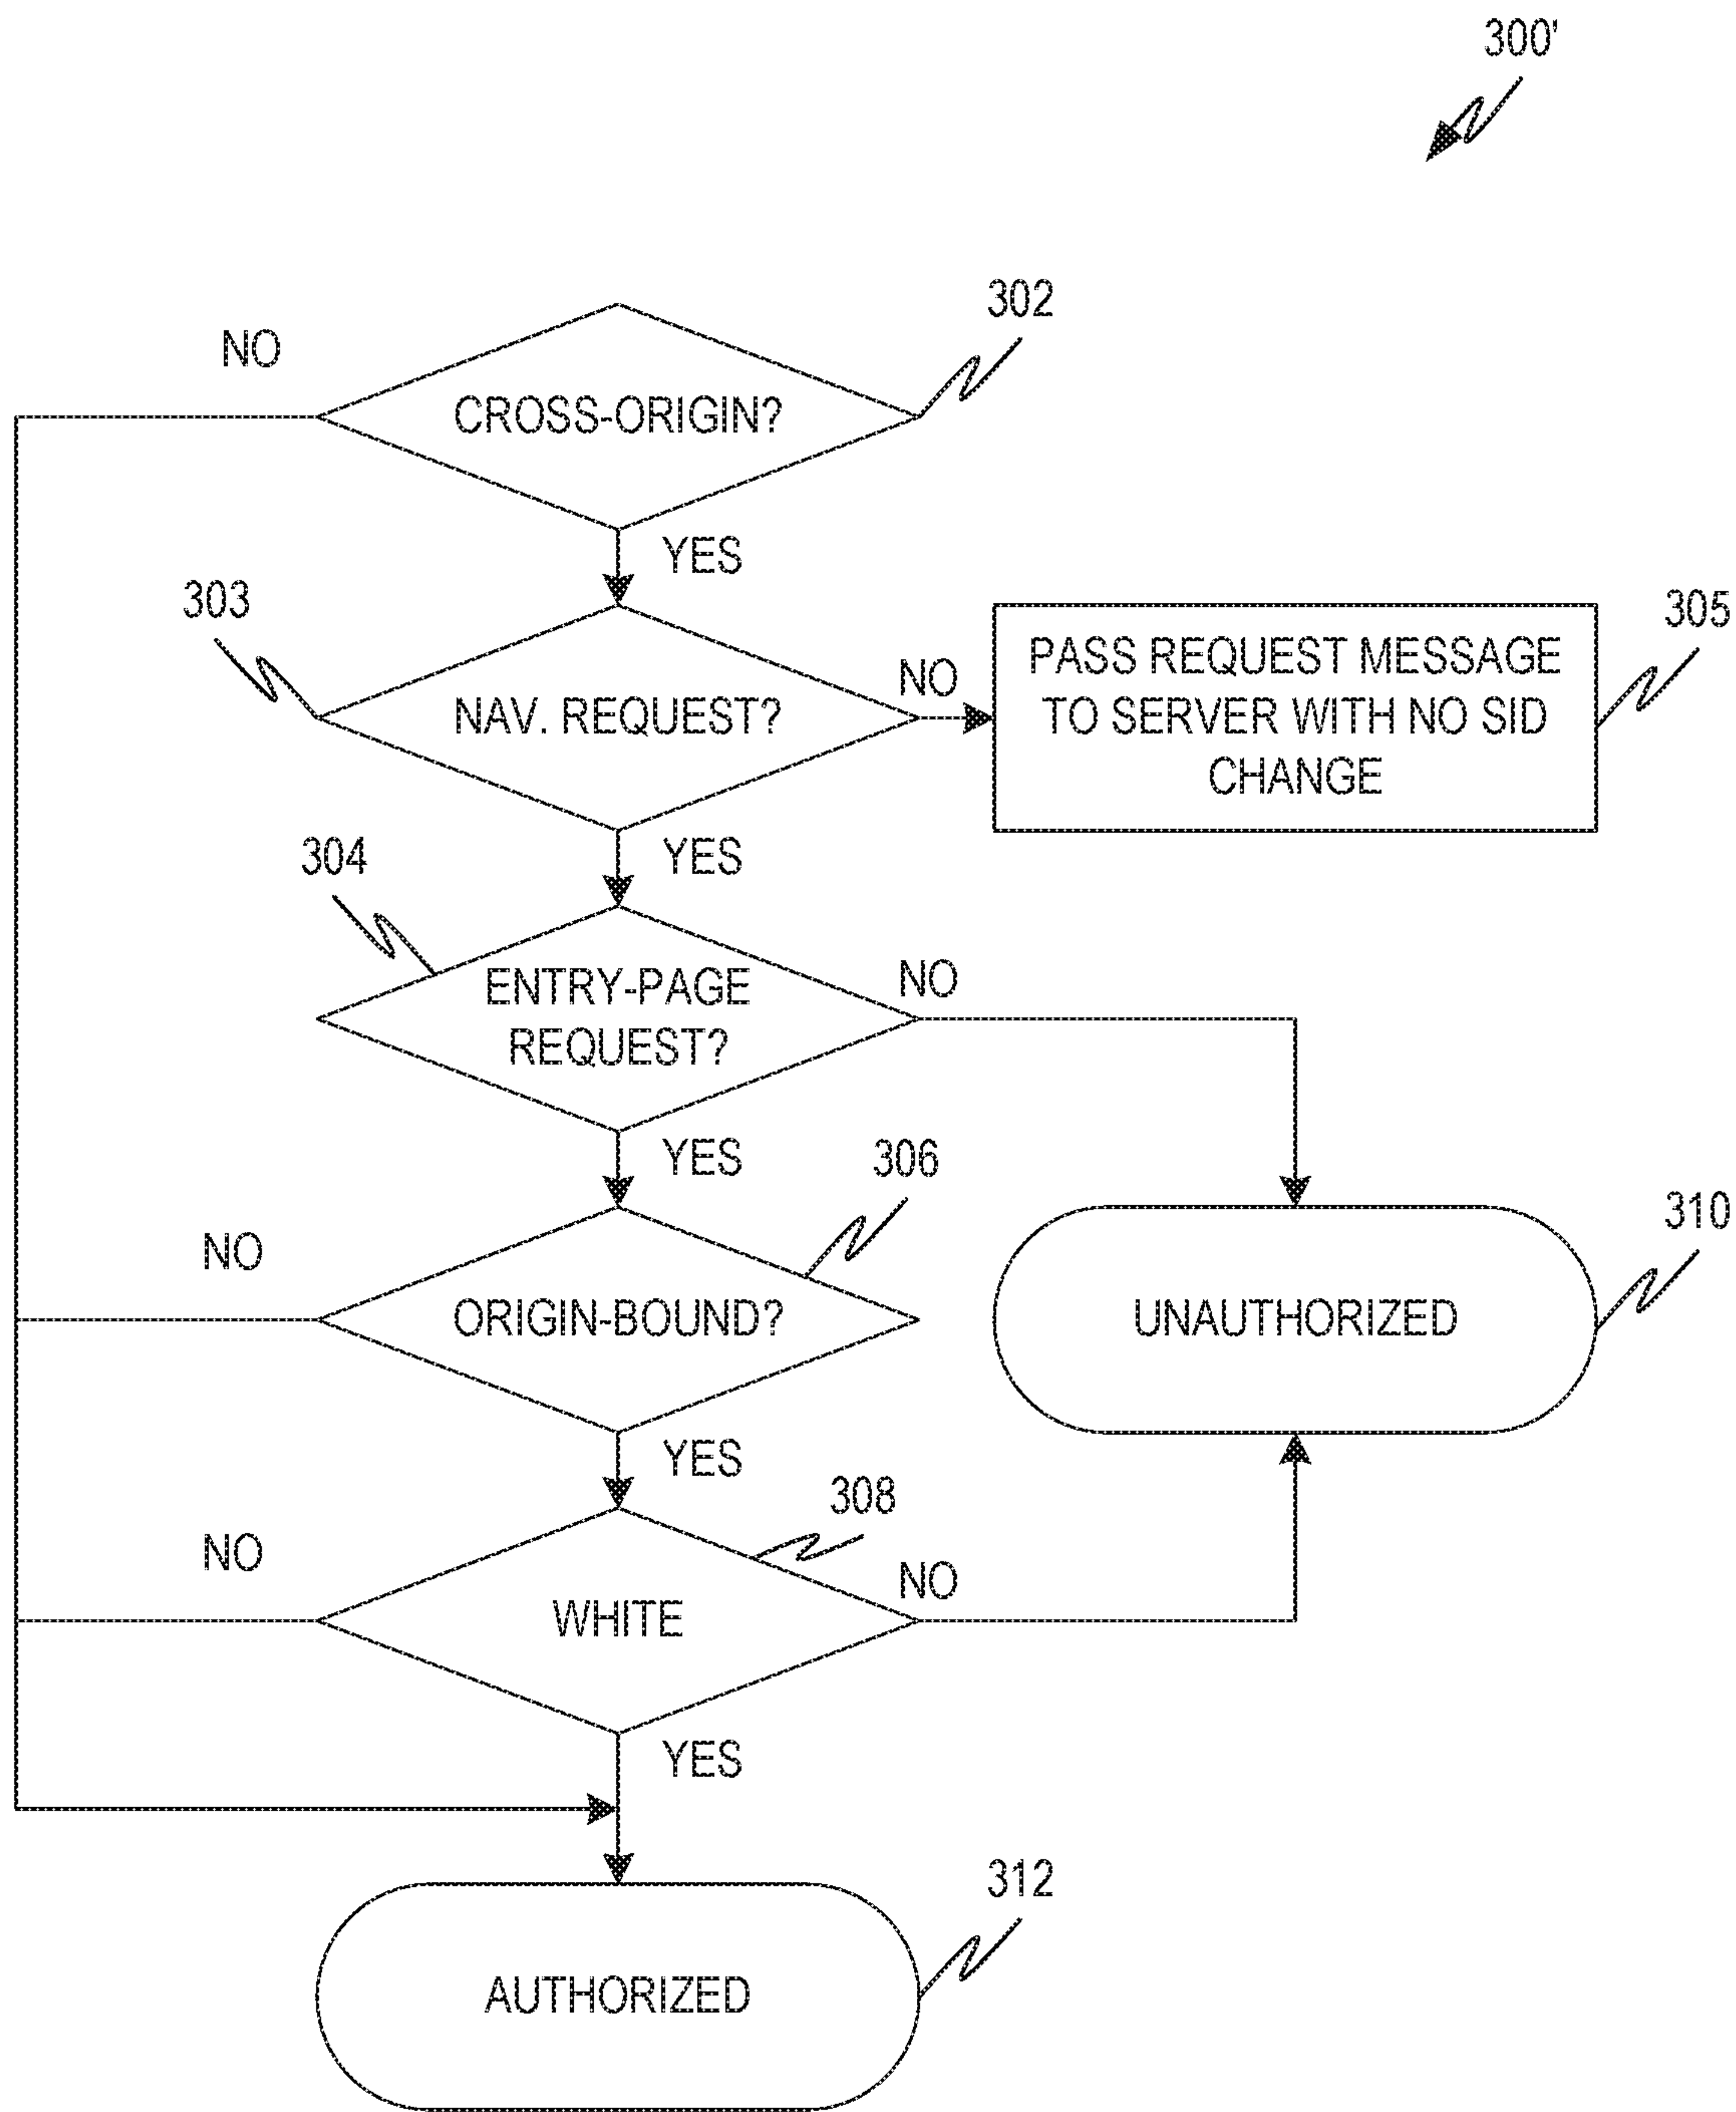 300'
302
NO
CROSS-ORIGIN?
YES
303
305
NAV. REQUEST?
NO
PASS REQUEST MESSAGE
TO SERVER WITH NO SID
CHANGE
YES
304
ENTRY-PAGE
REQUEST?
NO
YES
306
310
NO
ORIGIN-BOUND?
UNAUTHORIZED
YES
308
NO
WHITE
NO
YES
312
AUTHORIZED